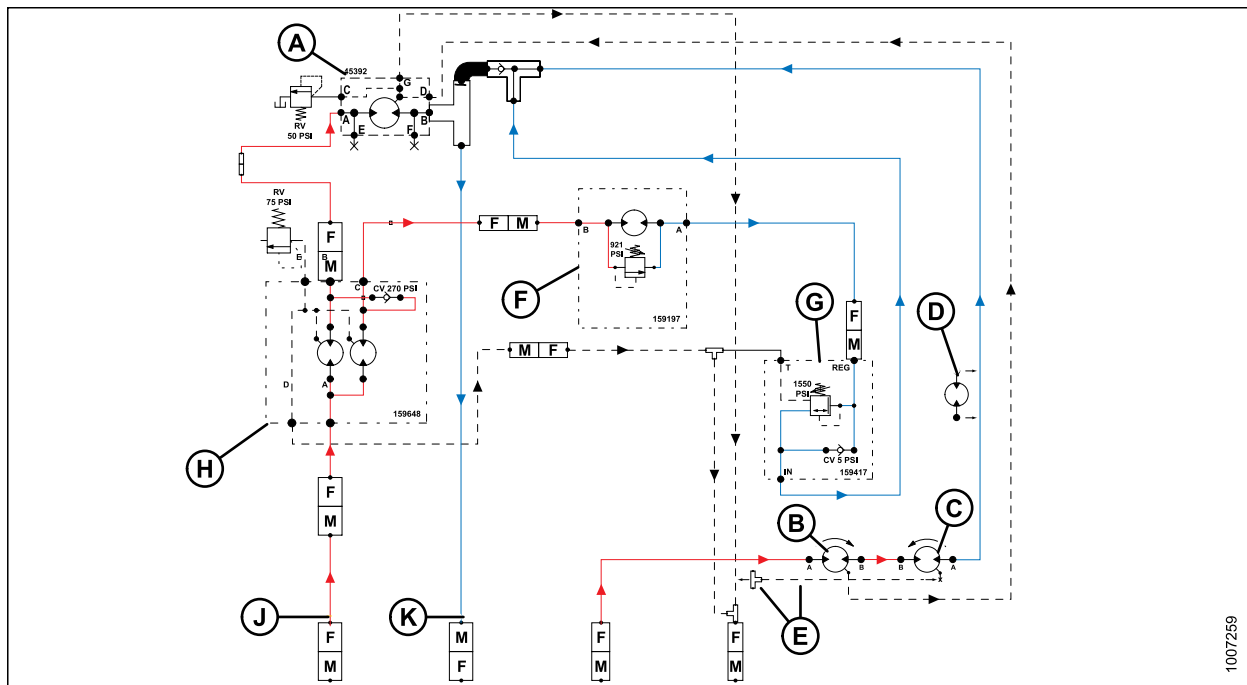 A
45392
G
C
D
A
B
E
F
RV
50 PSI
RV
75 PSI
E
B
F
M
C
CV 270 PSI
D
A
159648
H
F
M
F
M
B
A
921
PSI
F
159197
M
F
G
F
M
T
REG
1550
PSI
CV 5 PSI
IN
159417
D
B
C
A
B
B
A
E
J
F
M
K
M
F
F
M
F
M
1007259